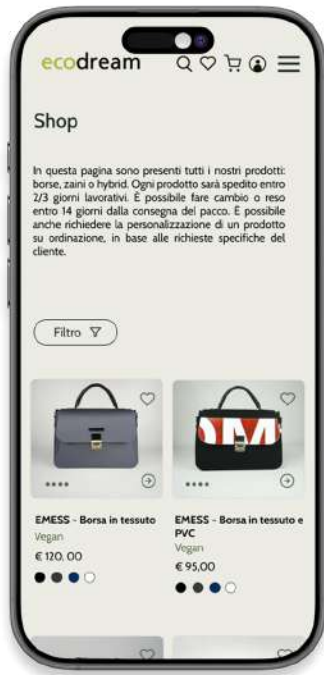 ecodream
Shop
In questa pagina sono presenti tutti i nostri prodotti:
borse, zaini o hybrid. Ogni prodotto sarà spedito entro
2/3 giorni lavorativi. È possibile fare cambio o reso
entro 14 giorni dalla consegna del pacco. È possibile
anche richiedere la personalizzazione di un prodotto
su ordinazione, in base alle richieste specifiche del
cliente.
Filtro
EMESS - Borsa in tessuto
Vegan
€ 120. 00
EMESS - Borsa in tessuto e
PVC
Vegan
€ 95,00